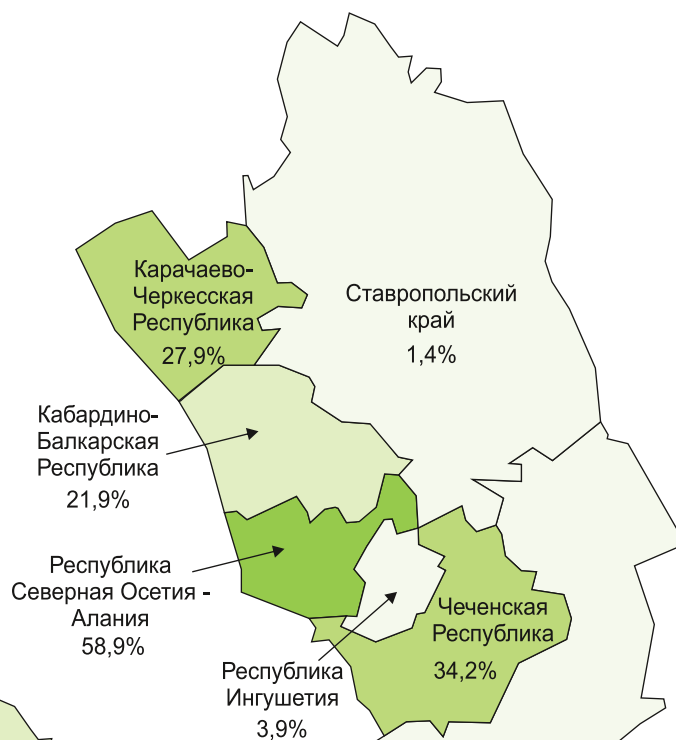 Карачаево-
Черкесская
Республика
27,9%
Ставропольский
край
1,4%
Кабардино-
Балкарская
Республика
21,9%
Республика
Северная Осетия -
Алания
58,9%
Чеченская
Республика
34,2%
Республика
Ингушетия
3,9%